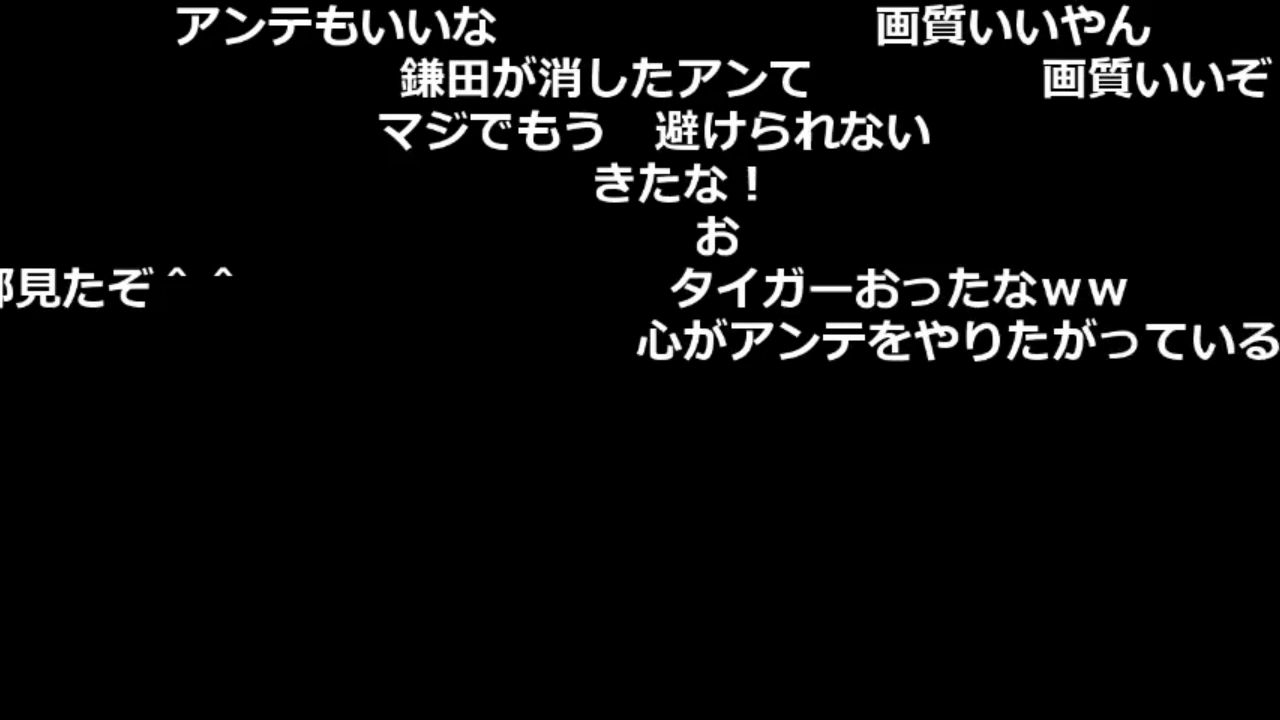 アンテもいいな 画質いいやん
鎌田が消したアンて 画質いいぞ
マジでもう　避けられない
きたな！
お
見たぞ＾＾ タイガーおったなｗｗ
心がアンテをやりたがっている